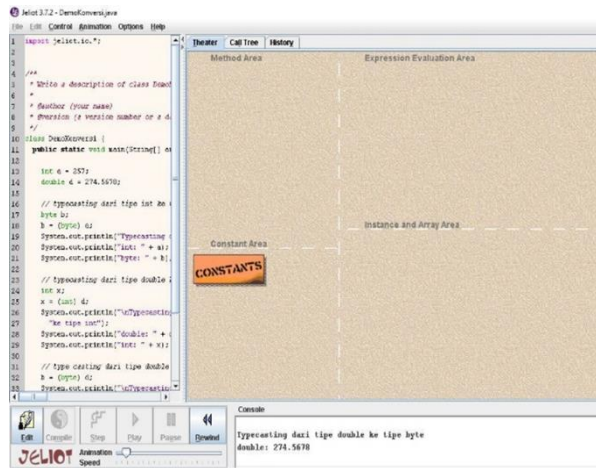 Jeliot 3.7.2 - DemoKonversi.java
File Edit Control Animation Options Help
1 import jeliot.io.*;
2
3
4 /**
5 * Write a description of class Demo
6 *
7 * @author (your name)
8 * @version (a version number or a d
9 */
10 class DemoKonversi {
11 public static void main(String[] a
12
13 int a = 257;
14 double d = 274.5678;
15
16 // typecasting dari tipe int ke
17 byte b;
18 b = (byte) a;
19 System.out.println("Typecasting
20 System.out.println("int: " + a);
21 System.out.println("byte: " + b)
22
23 // typecasting dari tipe double
24 int x;
25 x = (int) d;
26 System.out.println("\nTypecasting
27 "ke tipe int");
28 System.out.println("double: " +
29 System.out.println("int: " + x);
30
31 // type casting dari tipe double
32 b = (byte) d;
33 System.out.println("\nTypecasting
Theater Call Tree History
Method Area
Expression Evaluation Area
Constant Area
Instance and Array Area
CONSTANTS
Edit Compile Step Play Pause Rewind
JELIOT Animation Speed
Console
Typecasting dari tipe double ke tipe byte
double: 274.5678